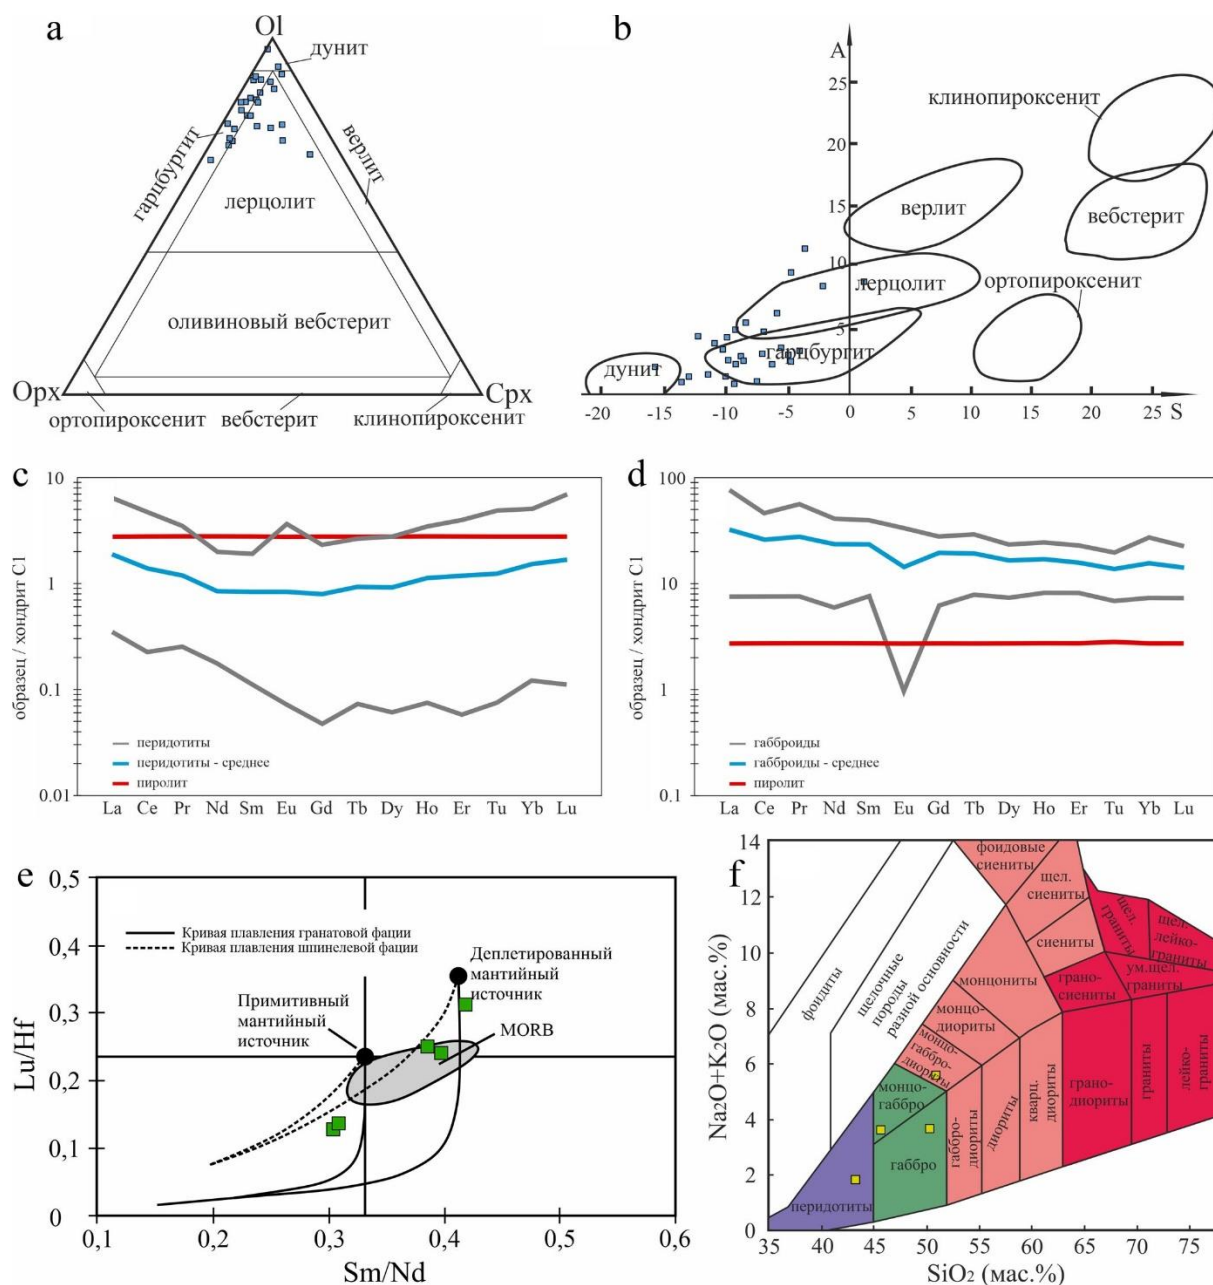 a
Ol
дунит
гарцбургит
верлит
лерцолит
оливиновый вебстерит
Opx
Cpx
ортопироксенит
вебстерит
клинопироксенит
b
A
25
20
15
10
5
клинопироксенит
верлит
вебстерит
лерцолит
ортопироксенит
гарцбургит
дунит
-20 -15 -10 -5 0 5 10 15 20 25 S
c
10
1
0.1
0.01
образец / хондрит C1
перидотиты
перидотиты - среднее
пиролит
La Ce Pr Nd Sm Eu Gd Tb Dy Ho Er Tu Yb Lu
d
100
10
1
0.1
образец / хондрит C1
габброиды
габброиды - среднее
пиролит
La Ce Pr Nd Sm Eu Gd Tb Dy Ho Er Tu Yb Lu
e
0,5
0,4
0,3
0,2
0,1
0
Lu/Hf
Кривая плавления гранатовой фации
Кривая плавления шпинелевой фации
Деплетированный
мантийный
источник
Примитивный
мантийный
источник
MORB
0,1 0,2 0,3 0,4 0,5 0,6
Sm/Nd
f
14
12
10
8
6
4
2
0
Na2O+K2O (мас.%)
фоидиты
щелочные
породы
разной основности
фоидовые
сиениты
щел.
сиениты
сиениты
щел.
граниты
щел.
лейко-
граниты
монцониты
грано-
сиениты
ум.щел.
граниты
монцо-
диориты
монцо-
габбро-
диориты
монцо-
габбро
габбро
перидотиты
габбро-
диориты
диориты
кварц.
диориты
грано-
диориты
граниты
лейко-
граниты
35 40 45 50 55 60 65 70 75
SiO2 (мас.%)